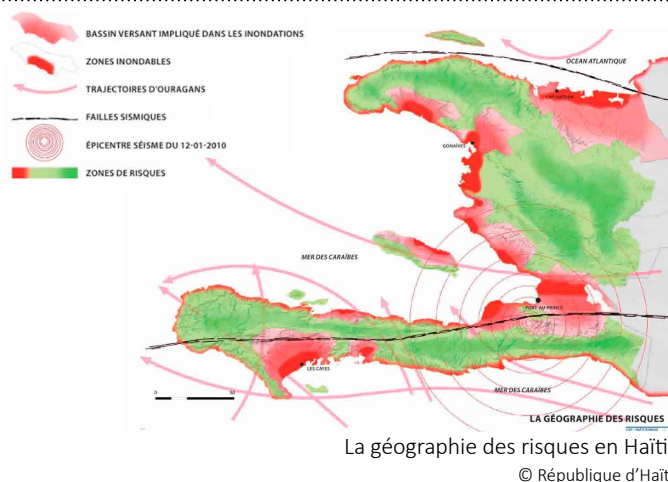 BASSIN VERSANT IMPLIQUÉ DANS LES INONDATIONS
ZONES INONDABLES
TRAJECTOIRES D'OURAGANS
FAILLES SISMIQUES
ÉPICENTRE SÉISME DU 12-01-2010
ZONES DE RISQUES
OCEAN ATLANTIQUE
GONAÏVES
MER DES CARAÏBES
PORT-AU-PRINCE
LES CAYES
MER DES CARAÏBES
LA GÉOGRAPHIE DES RISQUES
La géographie des risques en Haïti
© République d'Haït